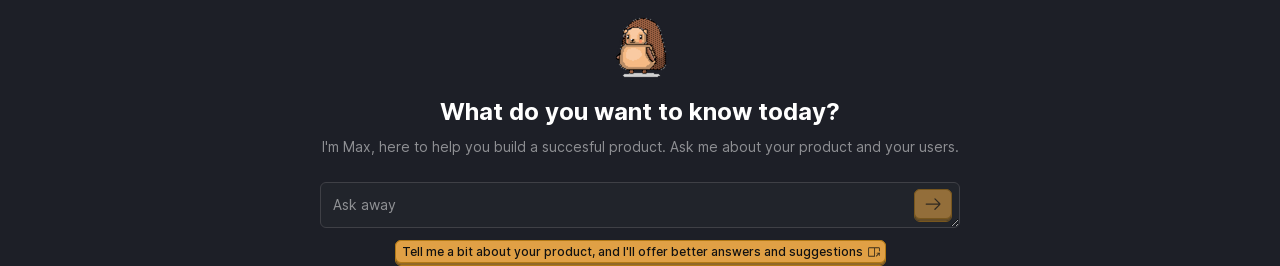 What do you want to know today?
I'm Max, here to help you build a succesful product. Ask me about your product and your users.
Ask away
Tell me a bit about your product, and I'll offer better answers and suggestions